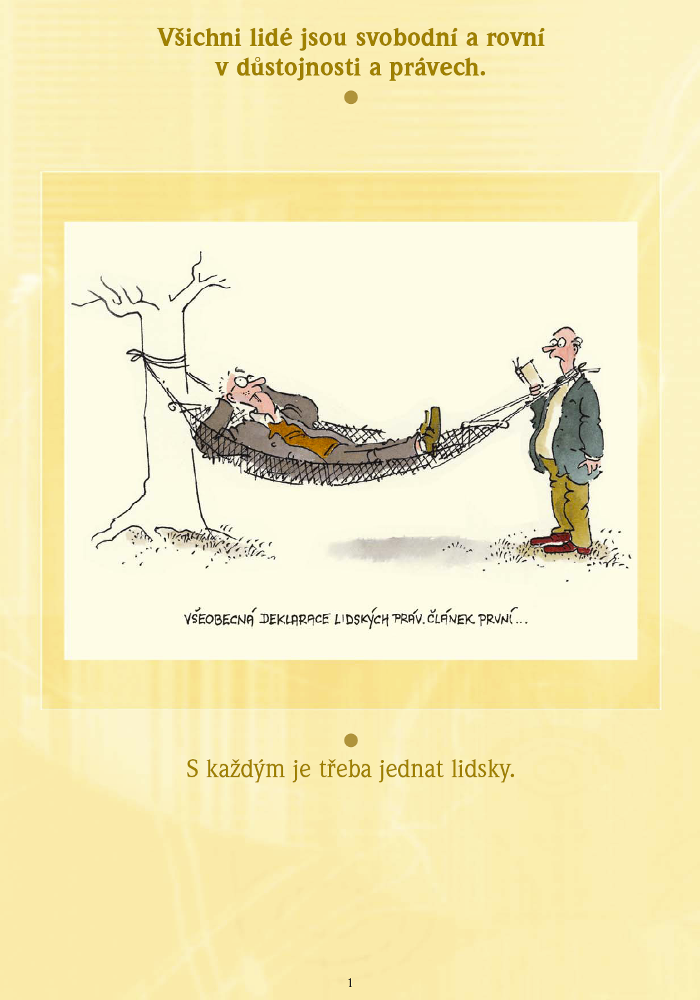 Všichni lidé jsou svobodní a rovní
v důstojnosti a právech.
VŠEOBECNÁ DEKLARACE LIDSKÝCH PRÁV. ČLÁNEK PRVNÍ...
S každým je třeba jednat lidsky.
1